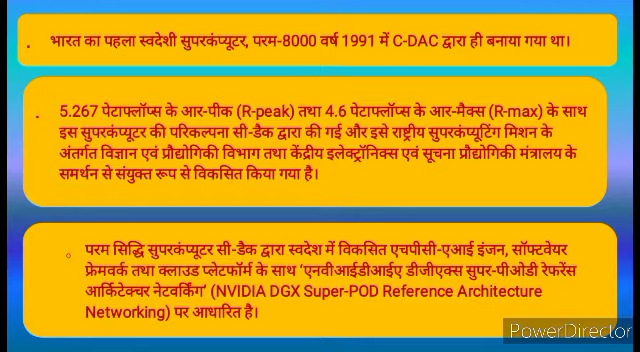 . भारत का पहला स्वदेशी सुपरकंप्यूटर, परम-8000 वर्ष 1991 में C-DAC द्वारा ही बनाया गया था।
. 5.267 पेटाफ्लॉप्स के आर-पीक (R-peak) तथा 4.6 पेटाफ्लॉप्स के आर-मैक्स (R-max) के साथ
इस सुपरकंप्यूटर की परिकल्पना सी-डैक द्वारा की गई और इसे राष्ट्रीय सुपरकंप्यूटिंग मिशन के
अंतर्गत विज्ञान एवं प्रौद्योगिकी विभाग तथा केंद्रीय इलेक्ट्रॉनिक्स एवं सूचना प्रौद्योगिकी मंत्रालय के
समर्थन से संयुक्त रूप से विकसित किया गया है।
○ परम सिद्धि सुपरकंप्यूटर सी-डैक द्वारा स्वदेश में विकसित एचपीसी-एआई इंजन, सॉफ्टवेयर
फ्रेमवर्क तथा क्लाउड प्लेटफॉर्म के साथ 'एनवीआईडीआईए डीजीएक्स सुपर-पीओडी रेफरेंस
आर्किटेक्चर नेटवर्किंग' (NVIDIA DGX Super-POD Reference Architecture
Networking) पर आधारित है।
PowerDirector